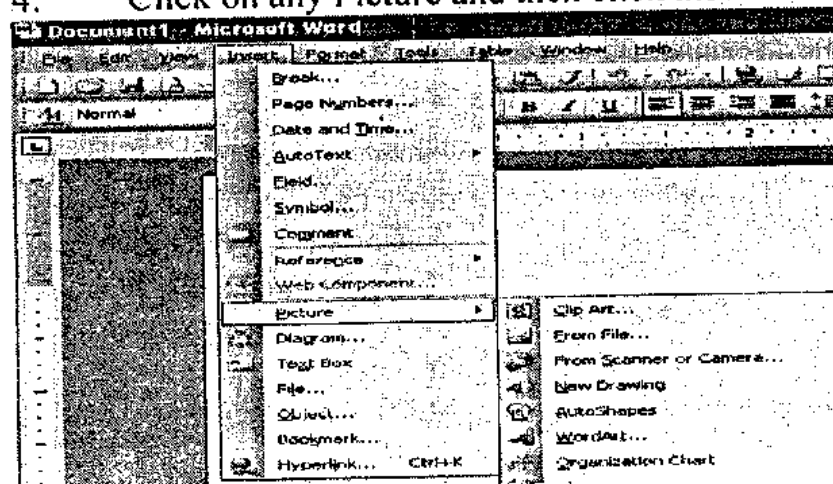 4. Click on any Picture and then
Document1 - Microsoft Word
File Edit View Insert Format Tools Table Window Help
Normal B I U
Break...
Page Numbers...
Date and Time...
AutoText
Field...
Symbol...
Comment
Reference
Web Component...
Picture
Diagram...
Text Box
File...
Object...
Bookmark...
Hyperlink... Ctrl+K
Clip Art...
From File...
From Scanner or Camera...
New Drawing
AutoShapes
WordArt...
Organization Chart